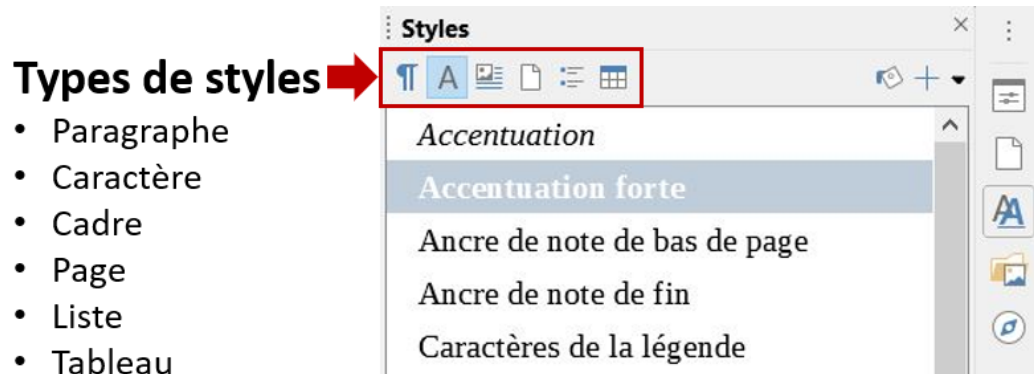 Styles
Types de styles
• Paragraphe
• Caractère
• Cadre
• Page
• Liste
• Tableau
Accentuation
Accentuation forte
Ancre de note de bas de page
Ancre de note de fin
Caractères de la légende